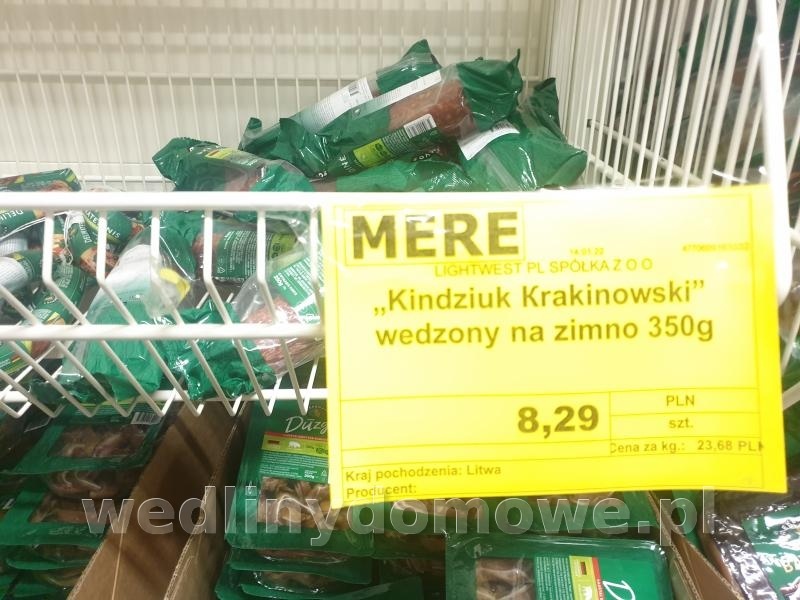 MERE
14.01.22
LIGHTWEST PL SPÓŁKA Z O O
„Kindziuk Krakinowski”
wedzony na zimno 350g
8,29
PLN
szt.
Cena za kg.: 23,68 PLN
Kraj pochodzenia: Litwa
Producent:
wedlinydomowe.pl